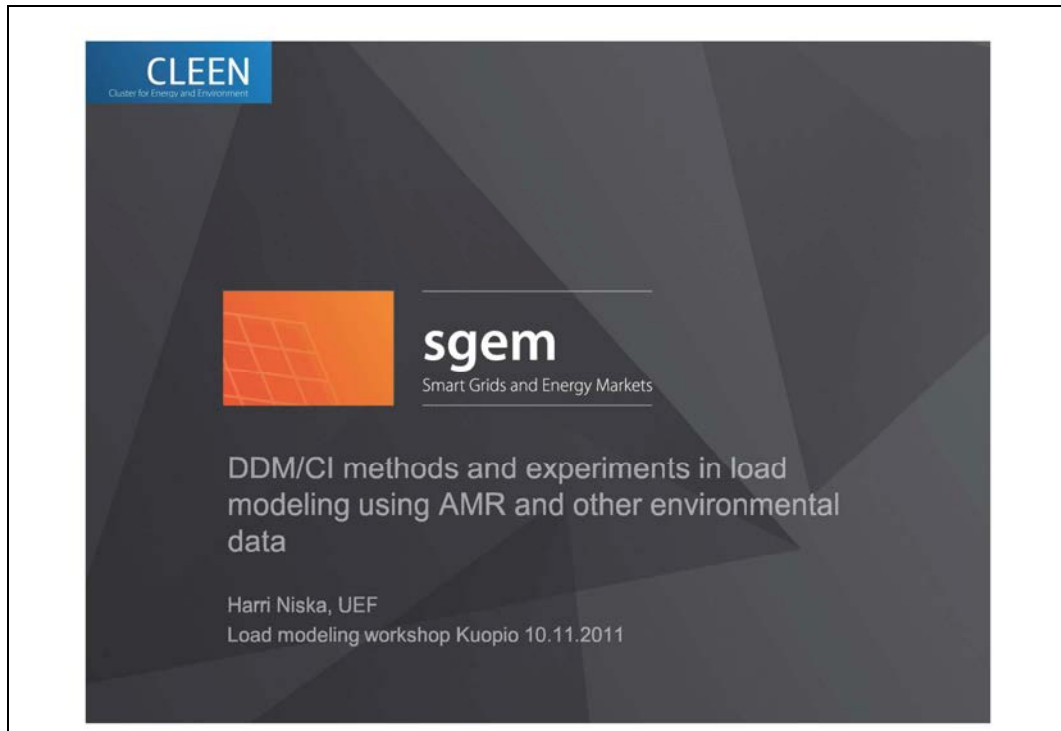 CLEEN
Cluster for Energy and Environment
sgem
Smart Grids and Energy Markets
DDM/CI methods and experiments in load
modeling using AMR and other environmental
data
Harri Niska, UEF
Load modeling workshop Kuopio 10.11.2011